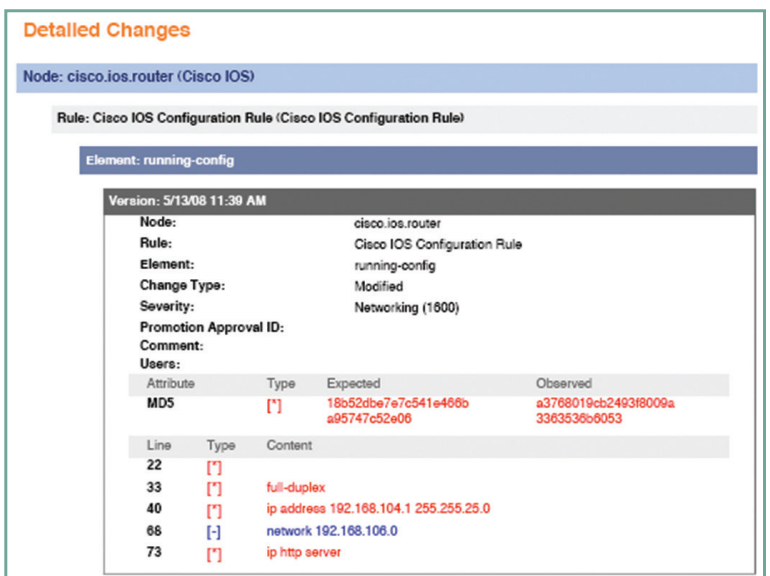 Detailed Changes
Node: cisco.ios.router (Cisco IOS)
Rule: Cisco IOS Configuration Rule (Cisco IOS Configuration Rule)
Element: running-config
Version: 5/13/08 11:39 AM
Node: cisco.ios.router
Rule: Cisco IOS Configuration Rule
Element: running-config
Change Type: Modified
Severity: Networking (1600)
Promotion Approval ID:
Comment:
Users:
Attribute Type Expected Observed
MD5 [*] 18b52dbe7e7c541e466b a3768019cb2493f8009a
a95747c52e06 3363536b6053
Line Type Content
22 [*]
33 [*] full-duplex
40 [*] ip address 192.168.104.1 255.255.25.0
68 [-] network 192.168.106.0
73 [*] ip http server